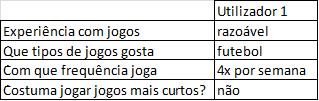 Utilizador 1
Experiência com jogos razoável
Que tipos de jogos gosta futebol
Com que frequência joga 4x por semana
Costuma jogar jogos mais curtos? não